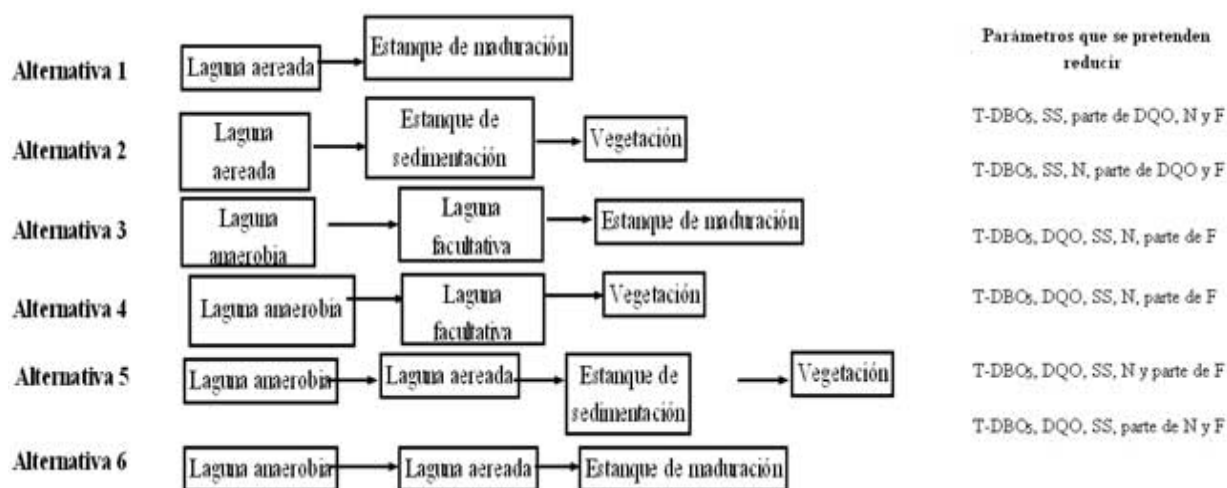 Parámetros que se pretenden
reducir
Alternativa 1
Laguna aereada
Estanque de maduración
T-DBO₅, SS, parte de DQO, N y F
Alternativa 2
Laguna
aereada
Estanque de
sedimentación
Vegetación
T-DBO₅, SS, N, parte de DQO y F
Alternativa 3
Laguna
anaerobia
Laguna
facultativa
Estanque de maduración
T-DBO₅, DQO, SS, N, parte de F
Alternativa 4
Laguna anaerobia
Laguna
facultativa
Vegetación
T-DBO₅, DQO, SS, N, parte de F
Alternativa 5
Laguna anaerobia
Laguna aereada
Estanque de
sedimentación
Vegetación
T-DBO₅, DQO, SS, N y parte de F
Alternativa 6
Laguna anaerobia
Laguna aereada
Estanque de maduración
T-DBO₅, DQO, SS, parte de N y F